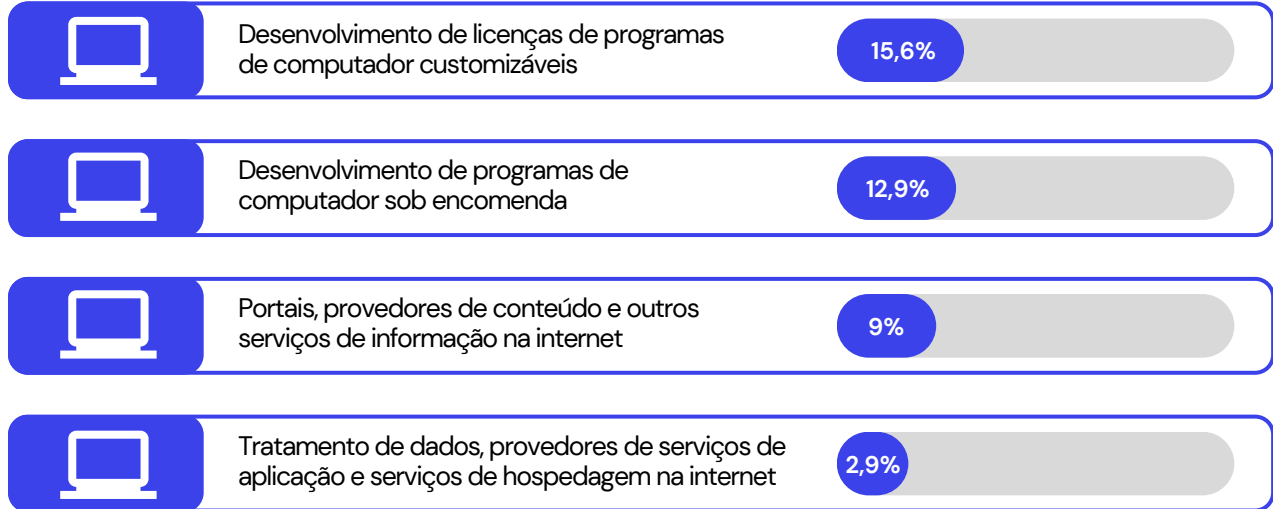 Desenvolvimento de licenças de programas
de computador customizáveis
15,6%
Desenvolvimento de programas de
computador sob encomenda
12,9%
Portais, provedores de conteúdo e outros
serviços de informação na internet
9%
Tratamento de dados, provedores de serviços de
aplicação e serviços de hospedagem na internet
2,9%